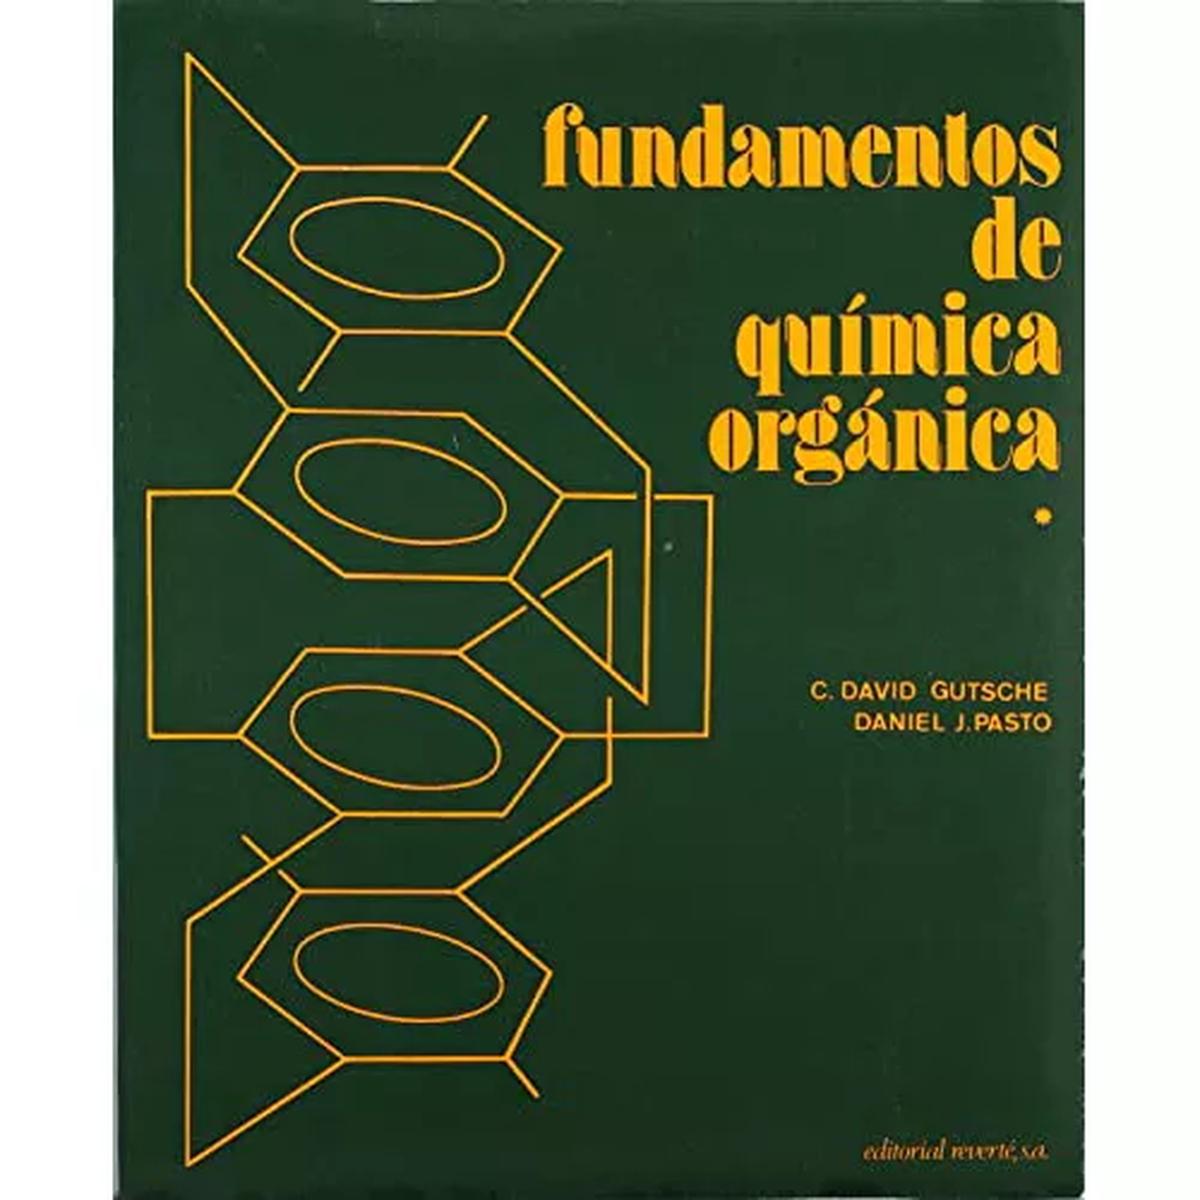 fundamentos
de
química
orgánica
*
C. DAVID GUTSCHE
DANIEL J. PASTO
editorial reverté, s.a.